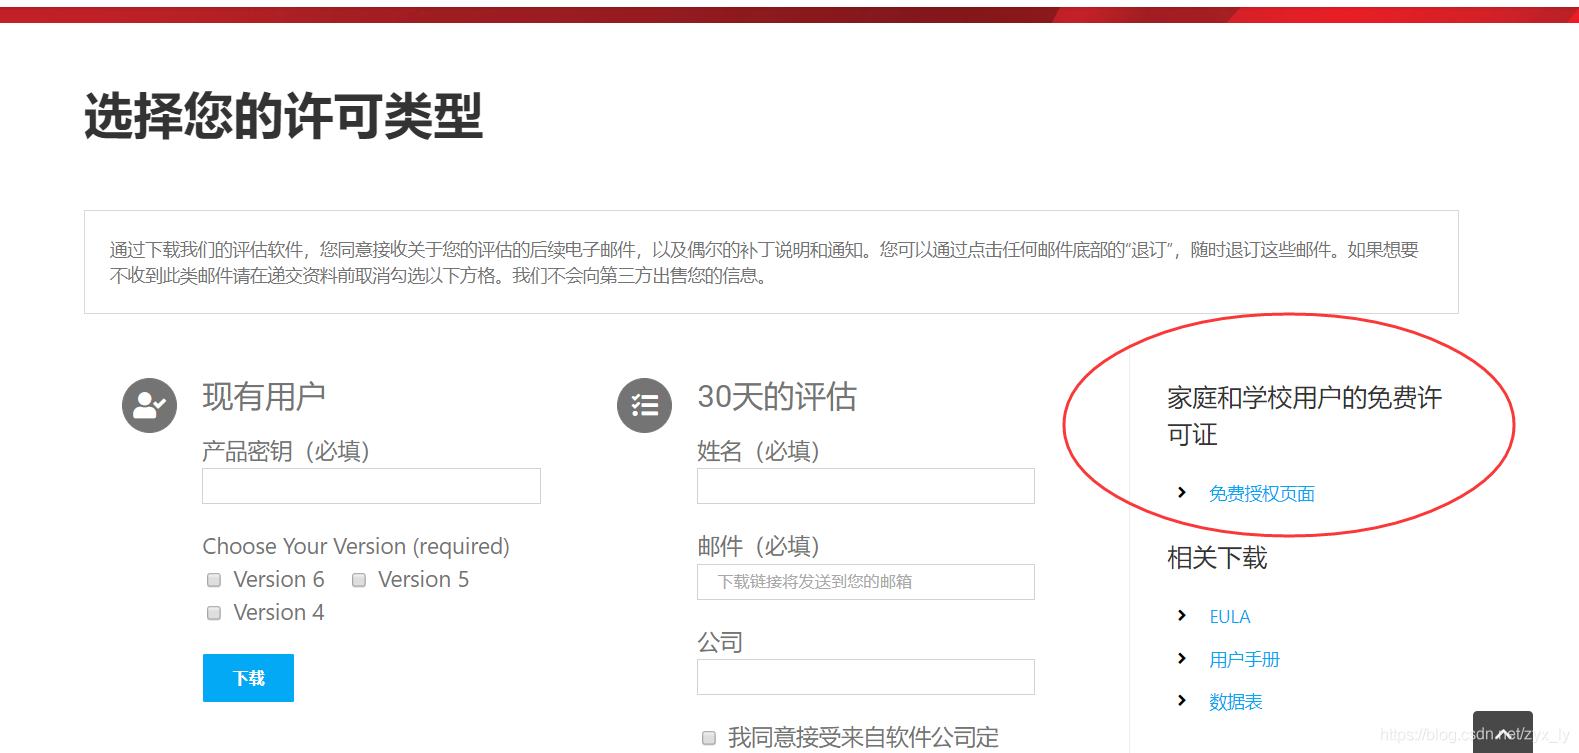 选择您的许可类型
通过下载我们的评估软件，您同意接收关于您的评估的后续电子邮件，以及偶尔的补丁说明和通知。您可以通过点击任何邮件底部的“退订”，随时退订这些邮件。如果想要
不收到此类邮件请在递交资料前取消勾选以下方格。我们不会向第三方出售您的信息。
现有用户
产品密钥（必填）
Choose Your Version (required)
Version 6 Version 5
Version 4
下载
30天的评估
姓名（必填）
邮件（必填）
下载链接将发送到您的邮箱
公司
我同意接受来自软件公司定
家庭和学校用户的免费许
可证
免费授权页面
相关下载
EULA
用户手册
数据表
https://blog.csdn.net/zyx_ly